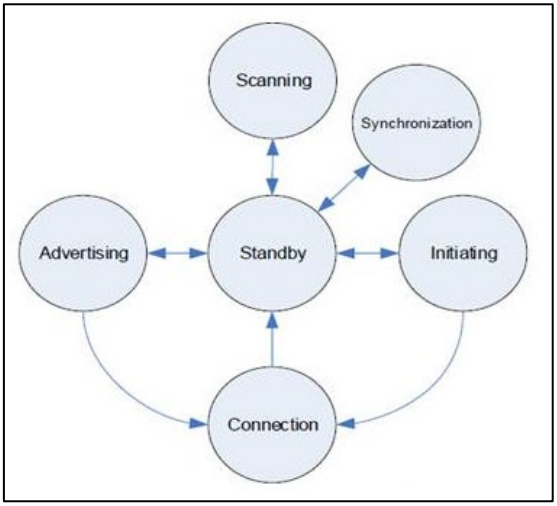 Scanning
Synchronization
Advertising
Standby
Initiating
Connection